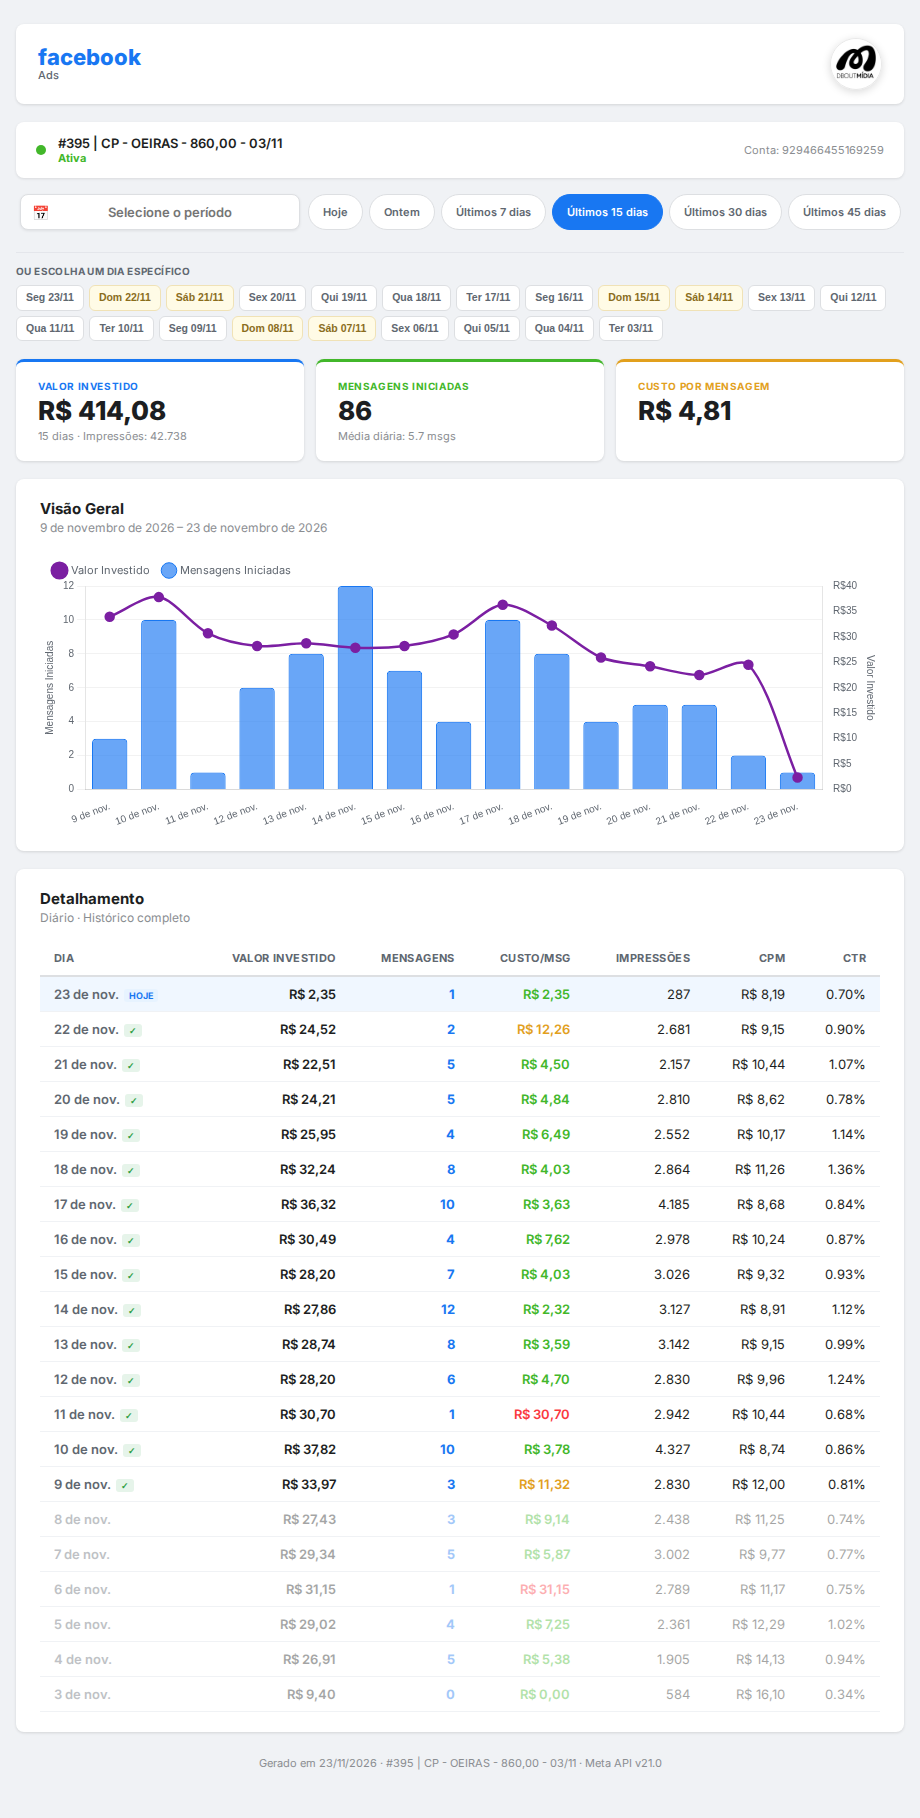 facebook
Ads
DBOUTMÍDIA
#395 | CP - OEIRAS - 860,00 - 03/11
Ativa
Conta: 929466455169259
📅 Selecione o período Hoje Ontem Últimos 7 dias Últimos 15 dias Últimos 30 dias Últimos 45 dias
OU ESCOLHA UM DIA ESPECÍFICO
Seg 23/11 Dom 22/11 Sáb 21/11 Sex 20/11 Qui 19/11 Qua 18/11 Ter 17/11 Seg 16/11 Dom 15/11 Sáb 14/11 Sex 13/11 Qui 12/11
Qua 11/11 Ter 10/11 Seg 09/11 Dom 08/11 Sáb 07/11 Sex 06/11 Qui 05/11 Qua 04/11 Ter 03/11
VALOR INVESTIDO
R$ 414,08
15 dias · Impressões: 42.738
MENSAGENS INICIADAS
86
Média diária: 5.7 msgs
CUSTO POR MENSAGEM
R$ 4,81
Visão Geral
9 de novembro de 2026 – 23 de novembro de 2026
Valor Investido Mensagens Iniciadas
Mensagens Iniciadas
12
10
8
6
4
2
0
R$40
R$35
R$30
R$25
R$20
R$15
R$10
R$5
R$0
Valor Investido
9 de nov. 10 de nov. 11 de nov. 12 de nov. 13 de nov. 14 de nov. 15 de nov. 16 de nov. 17 de nov. 18 de nov. 19 de nov. 20 de nov. 21 de nov. 22 de nov. 23 de nov.
Detalhamento
Diário · Histórico completo
DIA VALOR INVESTIDO MENSAGENS CUSTO/MSG IMPRESSÕES CPM CTR
23 de nov. HOJE R$ 2,35 1 R$ 2,35 287 R$ 8,19 0.70%
22 de nov. ✓ R$ 24,52 2 R$ 12,26 2.681 R$ 9,15 0.90%
21 de nov. ✓ R$ 22,51 5 R$ 4,50 2.157 R$ 10,44 1.07%
20 de nov. ✓ R$ 24,21 5 R$ 4,84 2.810 R$ 8,62 0.78%
19 de nov. ✓ R$ 25,95 4 R$ 6,49 2.552 R$ 10,17 1.14%
18 de nov. ✓ R$ 32,24 8 R$ 4,03 2.864 R$ 11,26 1.36%
17 de nov. ✓ R$ 36,32 10 R$ 3,63 4.185 R$ 8,68 0.84%
16 de nov. ✓ R$ 30,49 4 R$ 7,62 2.978 R$ 10,24 0.87%
15 de nov. ✓ R$ 28,20 7 R$ 4,03 3.026 R$ 9,32 0.93%
14 de nov. ✓ R$ 27,86 12 R$ 2,32 3.127 R$ 8,91 1.12%
13 de nov. ✓ R$ 28,74 8 R$ 3,59 3.142 R$ 9,15 0.99%
12 de nov. ✓ R$ 28,20 6 R$ 4,70 2.830 R$ 9,96 1.24%
11 de nov. ✓ R$ 30,70 1 R$ 30,70 2.942 R$ 10,44 0.68%
10 de nov. ✓ R$ 37,82 10 R$ 3,78 4.327 R$ 8,74 0.86%
9 de nov. ✓ R$ 33,97 3 R$ 11,32 2.830 R$ 12,00 0.81%
8 de nov. R$ 27,43 3 R$ 9,14 2.438 R$ 11,25 0.74%
7 de nov. R$ 29,34 5 R$ 5,87 3.002 R$ 9,77 0.77%
6 de nov. R$ 31,15 1 R$ 31,15 2.789 R$ 11,17 0.75%
5 de nov. R$ 29,02 4 R$ 7,25 2.361 R$ 12,29 1.02%
4 de nov. R$ 26,91 5 R$ 5,38 1.905 R$ 14,13 0.94%
3 de nov. R$ 9,40 0 R$ 0,00 584 R$ 16,10 0.34%
Gerado em 23/11/2026 · #395 | CP - OEIRAS - 860,00 - 03/11 · Meta API v21.0